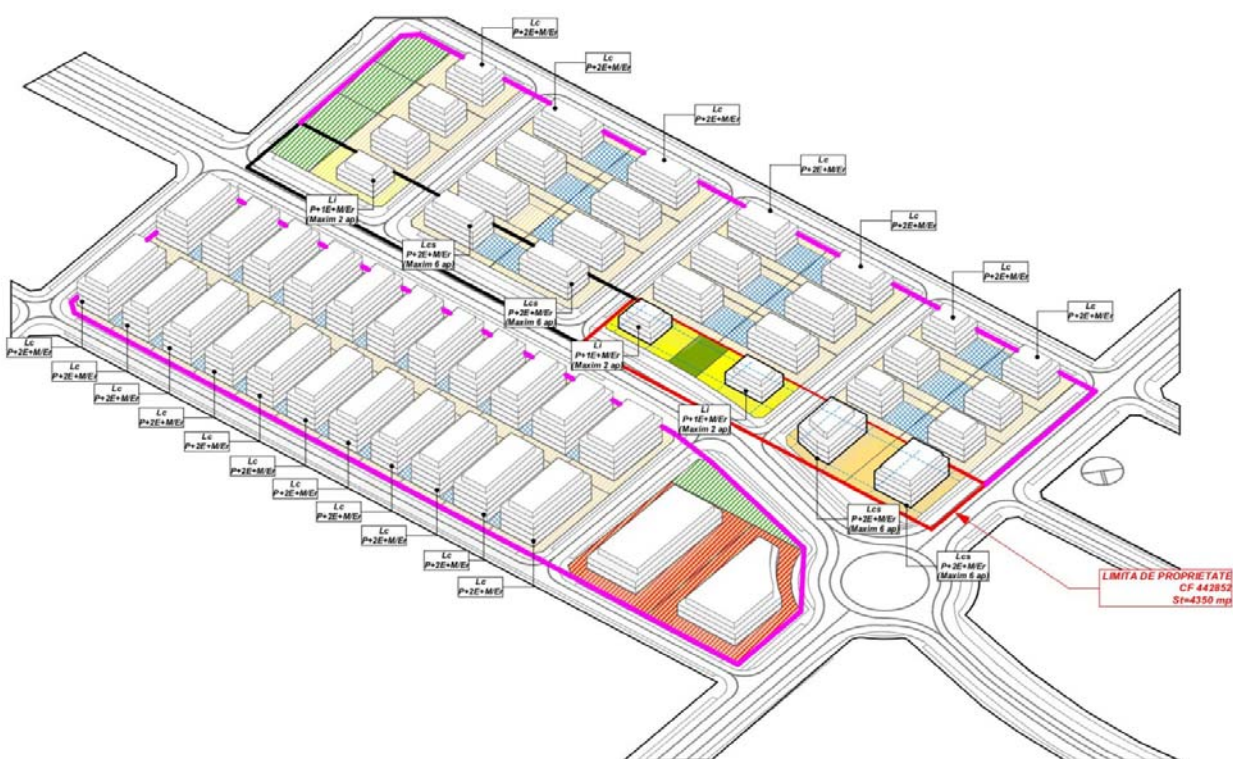 Lc
P+2E+M/Er
Lc
P+2E+M/Er
Lc
P+2E+M/Er
Lc
P+2E+M/Er
Lc
P+2E+M/Er
Lc
P+2E+M/Er
Lc
P+2E+M/Er
Li
P+1E+M/Er
(Maxim 2 ap)
Lcs
P+2E+M/Er
(Maxim 6 ap)
Lcs
P+2E+M/Er
(Maxim 6 ap)
Li
P+1E+M/Er
(Maxim 2 ap)
Li
P+1E+M/Er
(Maxim 2 ap)
Lcs
P+2E+M/Er
(Maxim 6 ap)
Lcs
P+2E+M/Er
(Maxim 6 ap)
Lc
P+2E+M/Er
Lc
P+2E+M/Er
Lc
P+2E+M/Er
Lc
P+2E+M/Er
Lc
P+2E+M/Er
Lc
P+2E+M/Er
Lc
P+2E+M/Er
Lc
P+2E+M/Er
Lc
P+2E+M/Er
Lc
P+2E+M/Er
Lc
P+2E+M/Er
LIMITA DE PROPRIETATE
CF 442852
St=4350 mp